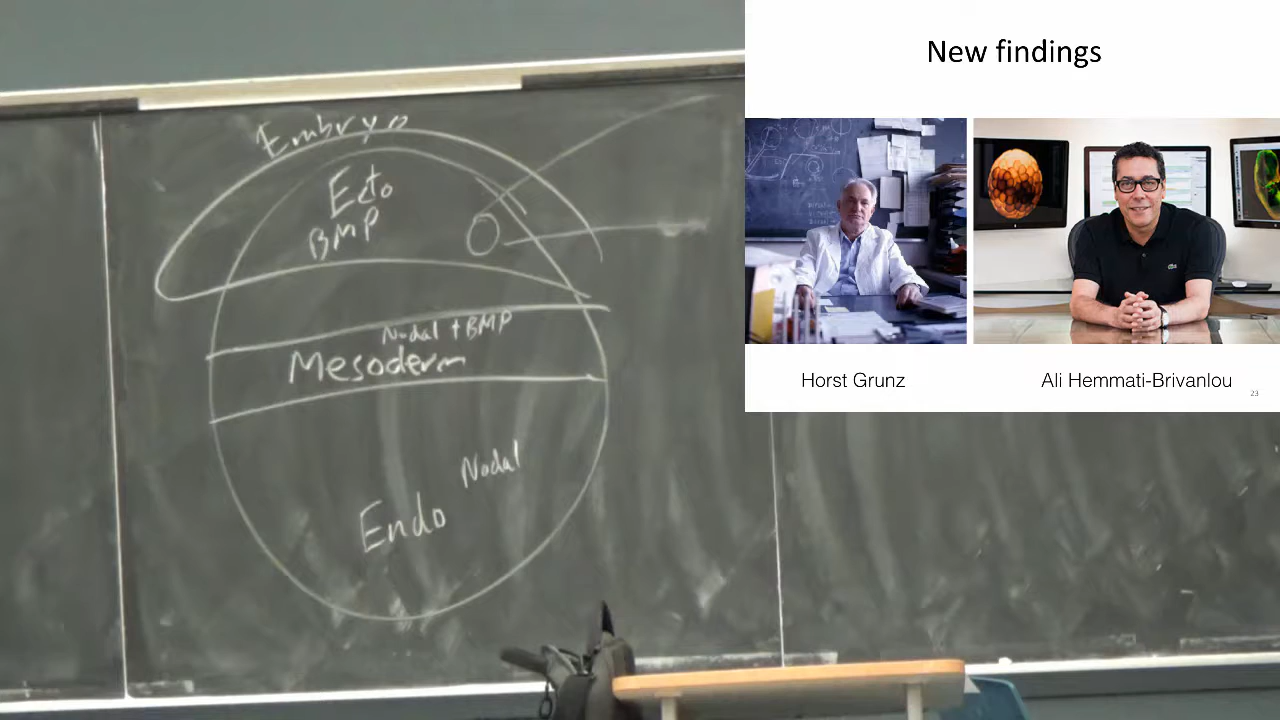 Embryo
Ecto
BMP
Nodal + BMP
Mesoderm
Nodal
Endo
New findings
Horst Grunz
Ali Hemmati-Brivanlou
23